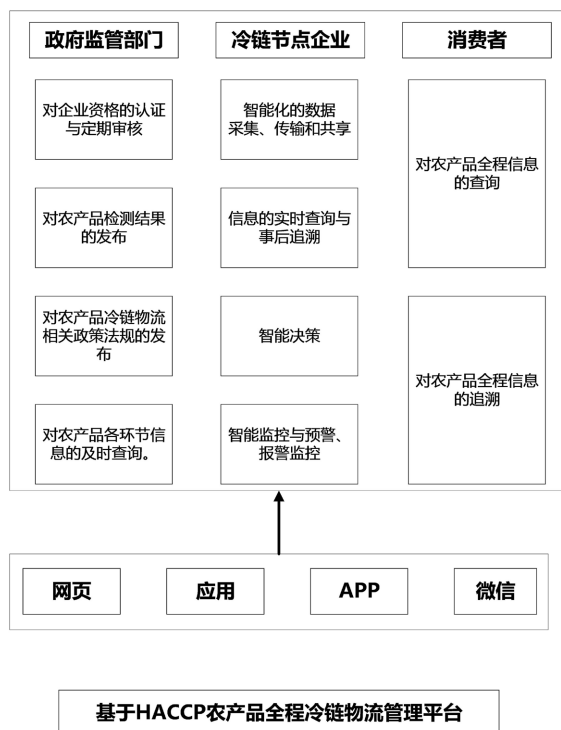 政府监管部门
冷链节点企业
消费者
对企业资格的认证
与定期审核
智能化的数据
采集、传输和共享
对农产品全程信息
的查询
对农产品检测结果
的发布
信息的实时查询与
事后追溯
对农产品冷链物流
相关政策法规的发
布
智能决策
对农产品全程信息
的追溯
对农产品各环节信
息的及时查询。
智能监控与预警、
报警监控
网页
应用
APP
微信
基于HACCP农产品全程冷链物流管理平台